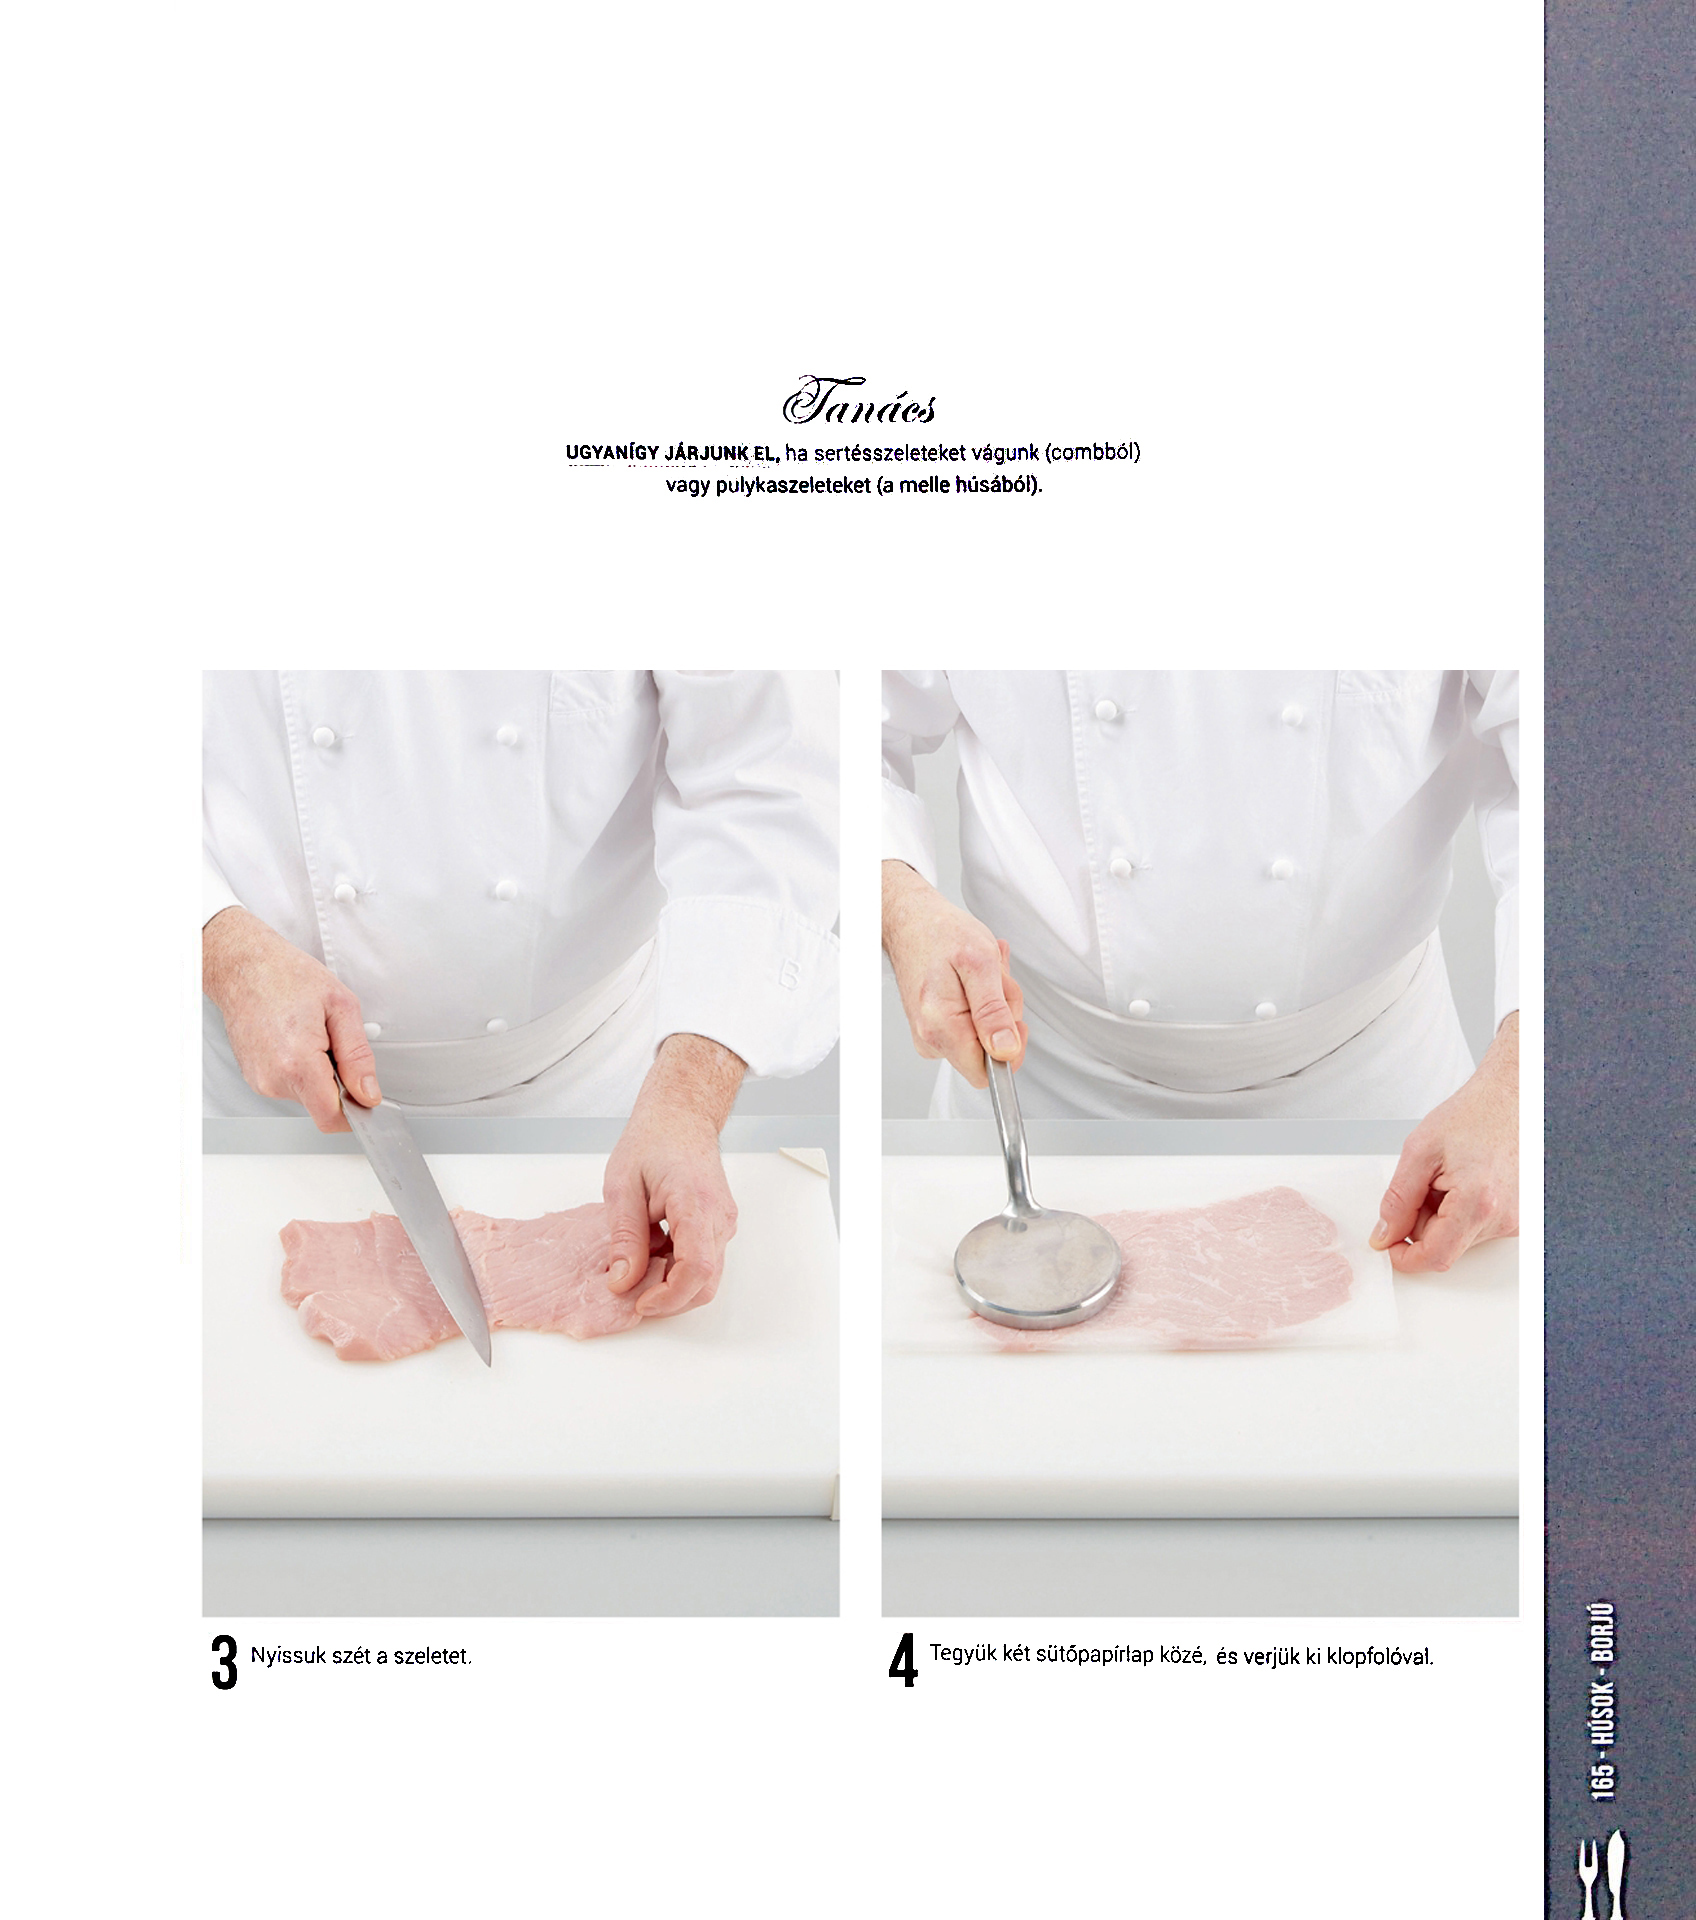 Tanács
UGYANÍGY JÁRJUNK EL, ha sertésszeleteket vágunk (combból)
vagy pulykaszeleteket (a melle húsából).
3 Nyissuk szét a szeletet.
4 Tegyük két sütőpapírlap közé, és verjük ki klopfolóval.
165 - HÚSOK - BORJÚ
B